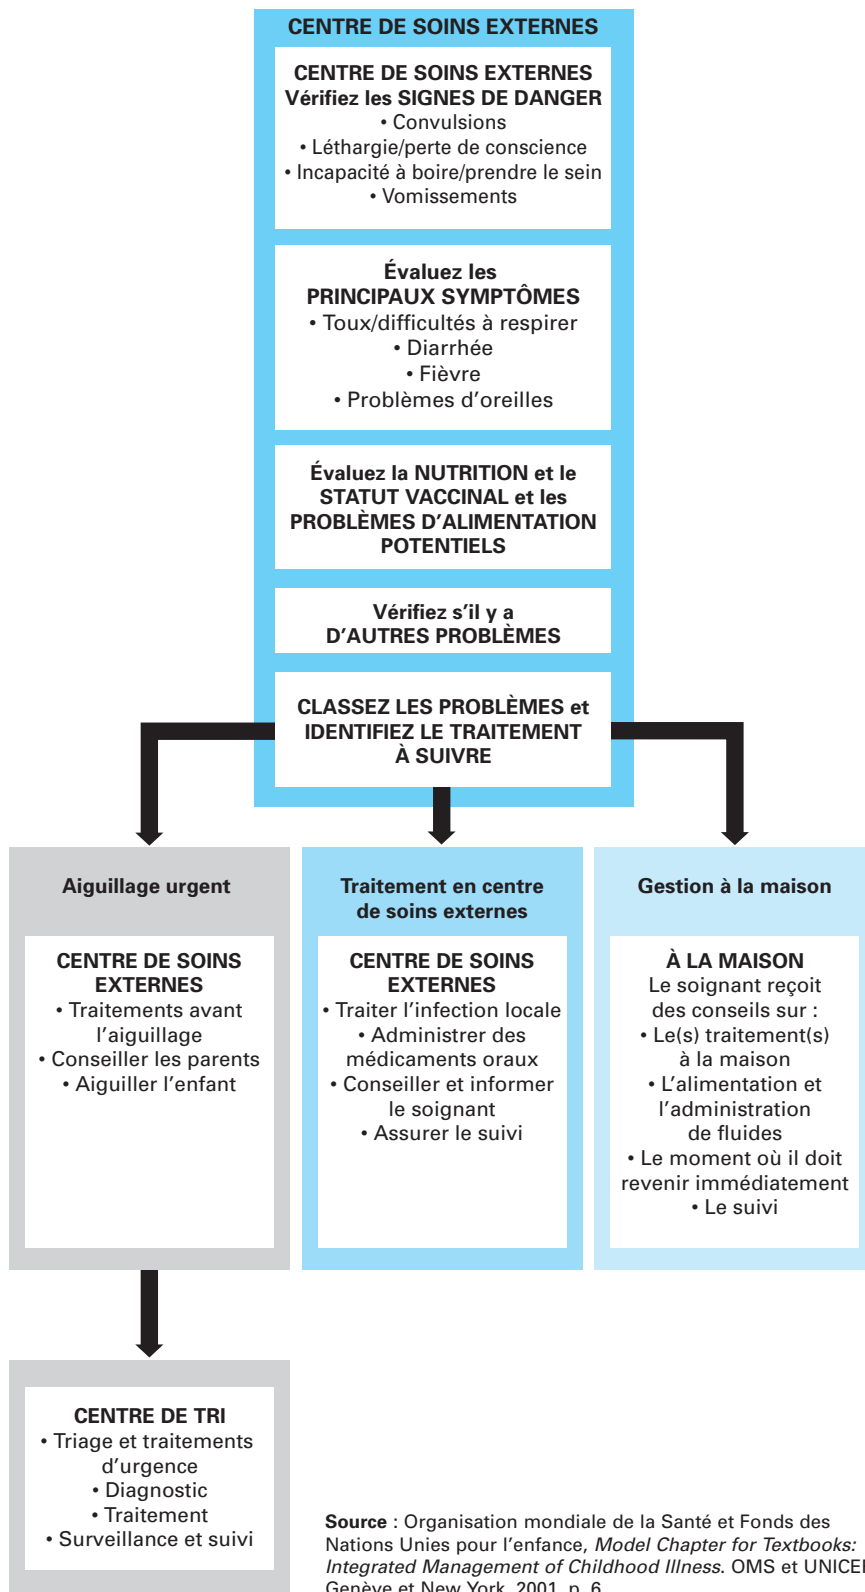 CENTRE DE SOINS EXTERNES
CENTRE DE SOINS EXTERNES
Vérifiez les SIGNES DE DANGER
• Convulsions
• Léthargie/perte de conscience
• Incapacité à boire/prendre le sein
• Vomissements
Évaluez les
PRINCIPAUX SYMPTÔMES
• Toux/difficultés à respirer
• Diarrhée
• Fièvre
• Problèmes d’oreilles
Évaluez la NUTRITION et le
STATUT VACCINAL et les
PROBLÈMES D’ALIMENTATION
POTENTIELS
Vérifiez s’il y a
D’AUTRES PROBLÈMES
CLASSEZ LES PROBLÈMES et
IDENTIFIEZ LE TRAITEMENT
À SUIVRE
Aiguillage urgent
CENTRE DE SOINS
EXTERNES
• Traitements avant
l’aiguillage
• Conseiller les parents
• Aiguiller l’enfant
Traitement en centre
de soins externes
CENTRE DE SOINS
EXTERNES
• Traiter l’infection locale
• Administrer des
médicaments oraux
• Conseiller et informer
le soignant
• Assurer le suivi
Gestion à la maison
À LA MAISON
Le soignant reçoit
des conseils sur :
• Le(s) traitement(s)
à la maison
• L’alimentation et
l’administration
de fluides
• Le moment où il doit
revenir immédiatement
• Le suivi
CENTRE DE TRI
• Triage et traitements
d’urgence
• Diagnostic
• Traitement
• Surveillance et suivi
Source : Organisation mondiale de la Santé et Fonds des
Nations Unies pour l’enfance, Model Chapter for Textbooks:
Integrated Management of Childhood Illness. OMS et UNICEF
Genève et New York, 2001, p. 6.